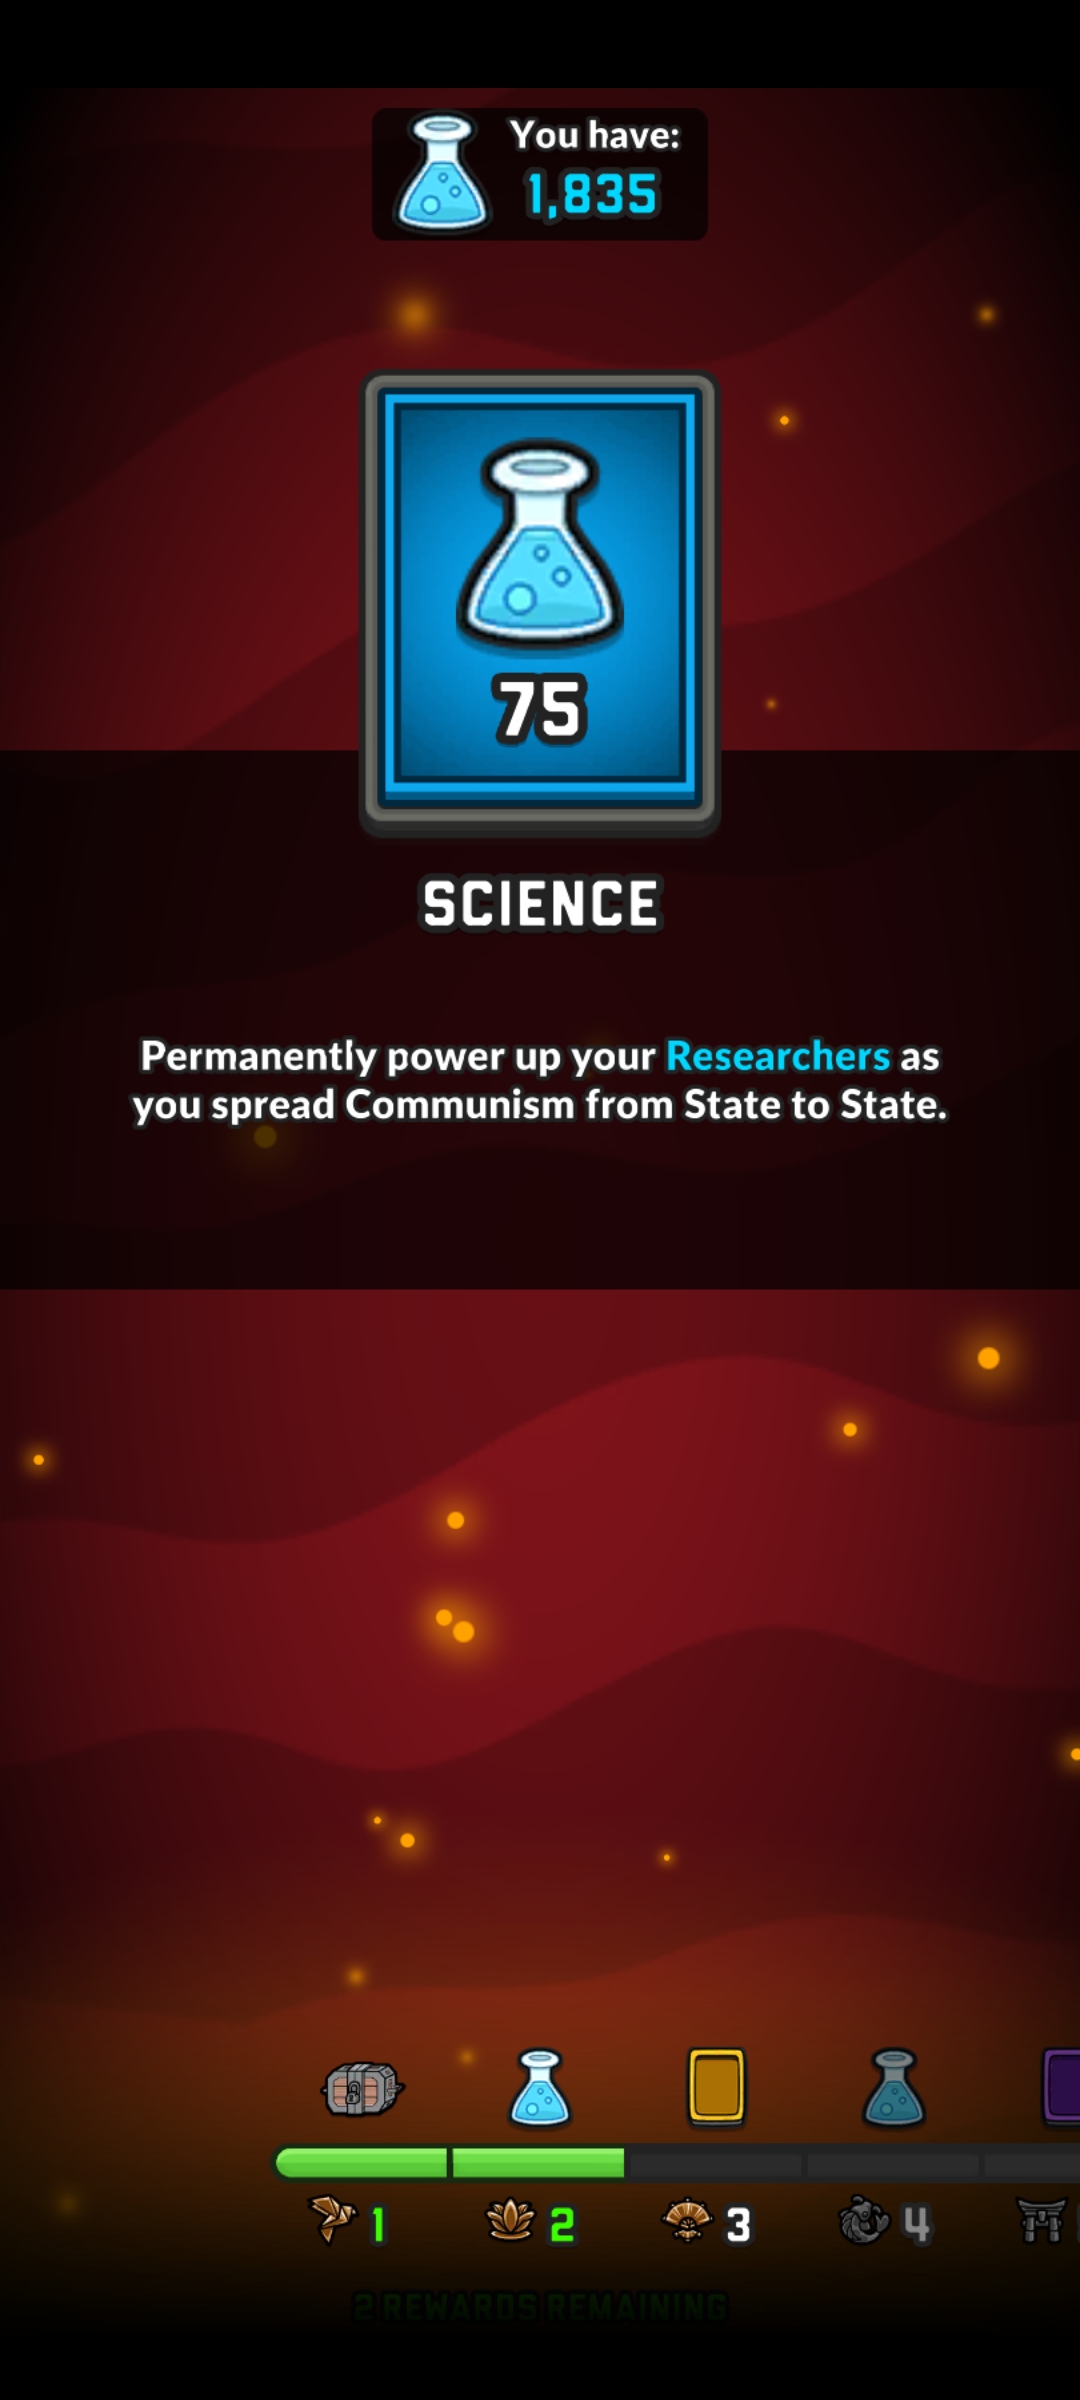 You have:
1,835
75
SCIENCE
Permanently power up your Researchers as
you spread Communism from State to State.
1 2 3 4
2 REWARDS REMAINING